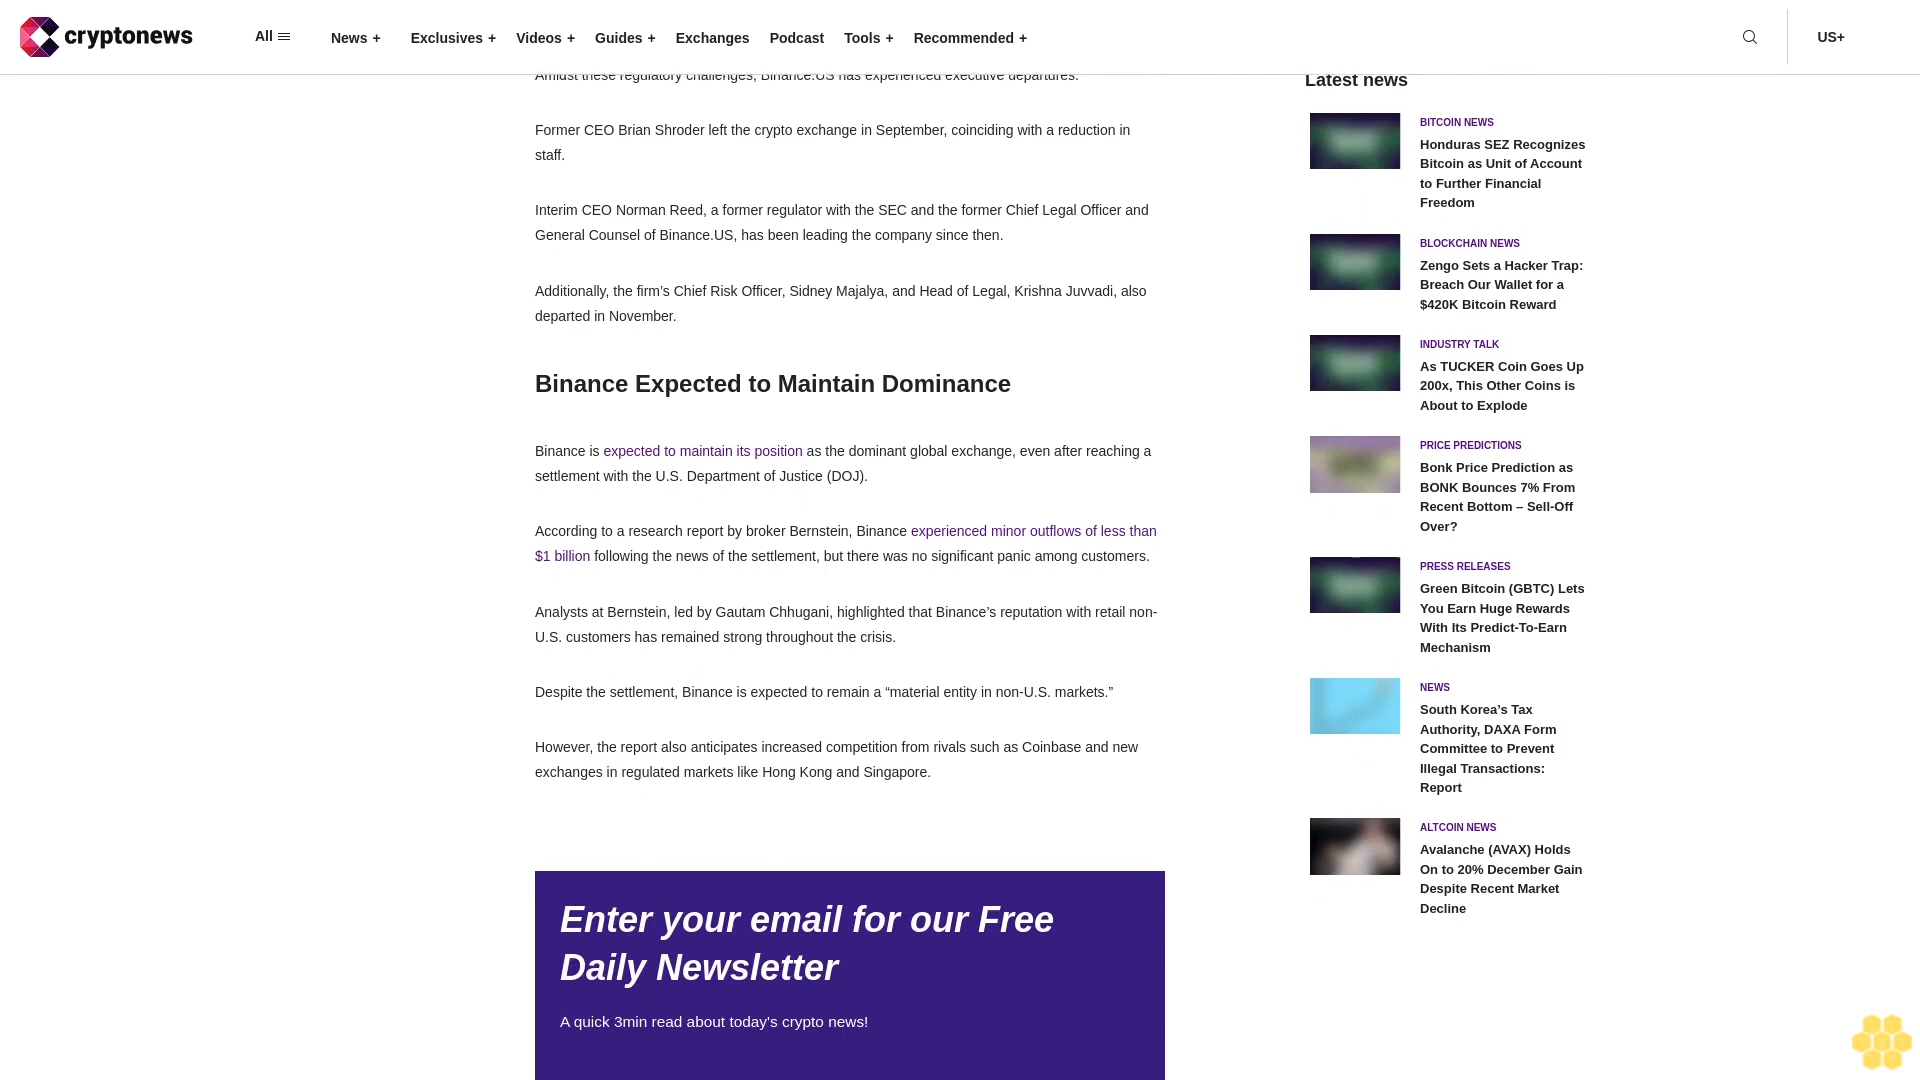 cryptonews
All
News +
Exclusives +
Videos +
Guides +
Exchanges
Podcast
Tools +
Recommended +
US+
Amidst these regulatory challenges, Binance.US has experienced executive departures.
Former CEO Brian Shroder left the crypto exchange in September, coinciding with a reduction in
staff.
Interim CEO Norman Reed, a former regulator with the SEC and the former Chief Legal Officer and
General Counsel of Binance.US, has been leading the company since then.
Additionally, the firm’s Chief Risk Officer, Sidney Majalya, and Head of Legal, Krishna Juvvadi, also
departed in November.
Binance Expected to Maintain Dominance
Binance is expected to maintain its position as the dominant global exchange, even after reaching a
settlement with the U.S. Department of Justice (DOJ).
According to a research report by broker Bernstein, Binance experienced minor outflows of less than
$1 billion following the news of the settlement, but there was no significant panic among customers.
Analysts at Bernstein, led by Gautam Chhugani, highlighted that Binance’s reputation with retail non-
U.S. customers has remained strong throughout the crisis.
Despite the settlement, Binance is expected to remain a “material entity in non-U.S. markets.”
However, the report also anticipates increased competition from rivals such as Coinbase and new
exchanges in regulated markets like Hong Kong and Singapore.
Enter your email for our Free
Daily Newsletter
A quick 3min read about today's crypto news!
Latest news
BITCOIN NEWS
Honduras SEZ Recognizes
Bitcoin as Unit of Account
to Further Financial
Freedom
BLOCKCHAIN NEWS
Zengo Sets a Hacker Trap:
Breach Our Wallet for a
$420K Bitcoin Reward
INDUSTRY TALK
As TUCKER Coin Goes Up
200x, This Other Coins is
About to Explode
PRICE PREDICTIONS
Bonk Price Prediction as
BONK Bounces 7% From
Recent Bottom – Sell-Off
Over?
PRESS RELEASES
Green Bitcoin (GBTC) Lets
You Earn Huge Rewards
With Its Predict-To-Earn
Mechanism
NEWS
South Korea’s Tax
Authority, DAXA Form
Committee to Prevent
Illegal Transactions:
Report
ALTCOIN NEWS
Avalanche (AVAX) Holds
On to 20% December Gain
Despite Recent Market
Decline